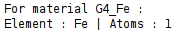 For material G4_Fe :
Element : Fe | Atoms : 1